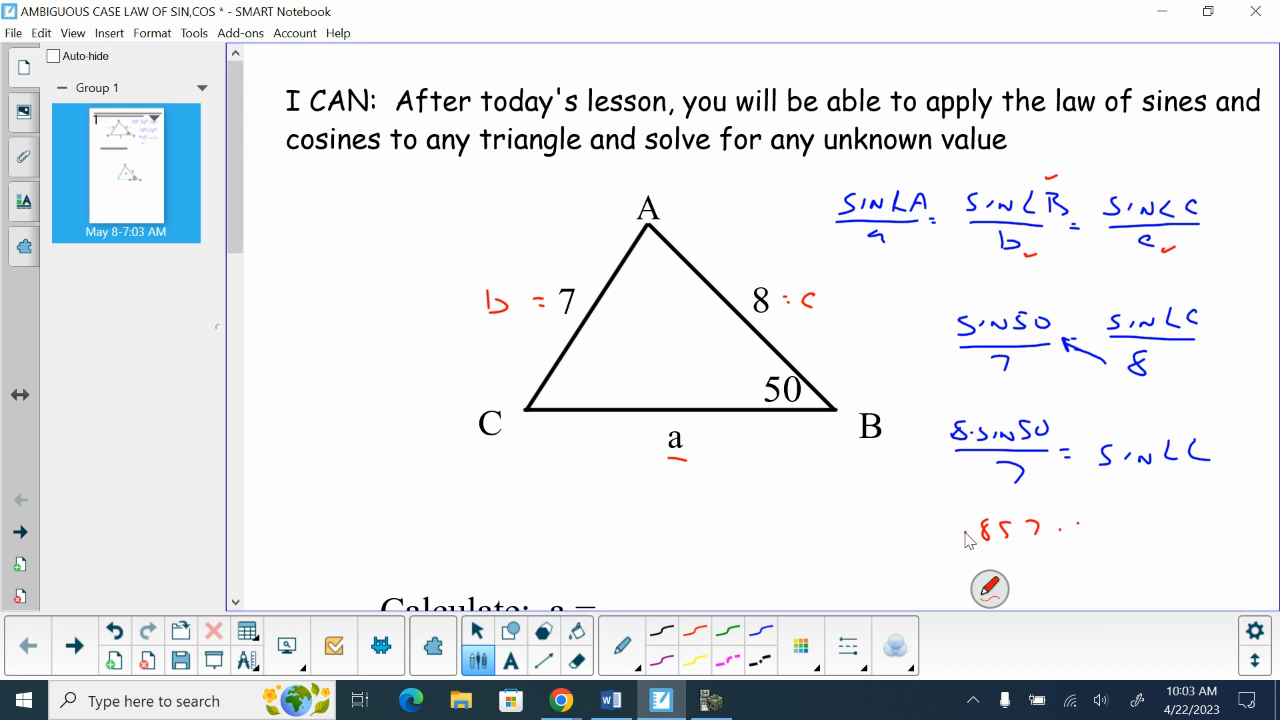 AMBIGUOUS CASE LAW OF SIN,COS * - SMART Notebook
File Edit View Insert Format Tools Add-ons Account Help
Auto-hide
Group 1
1
May 8-7:03 AM
I CAN: After today's lesson, you will be able to apply the law of sines and
cosines to any triangle and solve for any unknown value
A
sin∠A/a = sin∠B/b = sin∠C/c
b = 7
8 = c
sin50/7 = sin∠C/8
50
C
B
a
8·sin50/7 = sin∠C
.857..
Calculate: a =
Type here to search
10:03 AM
4/22/2023